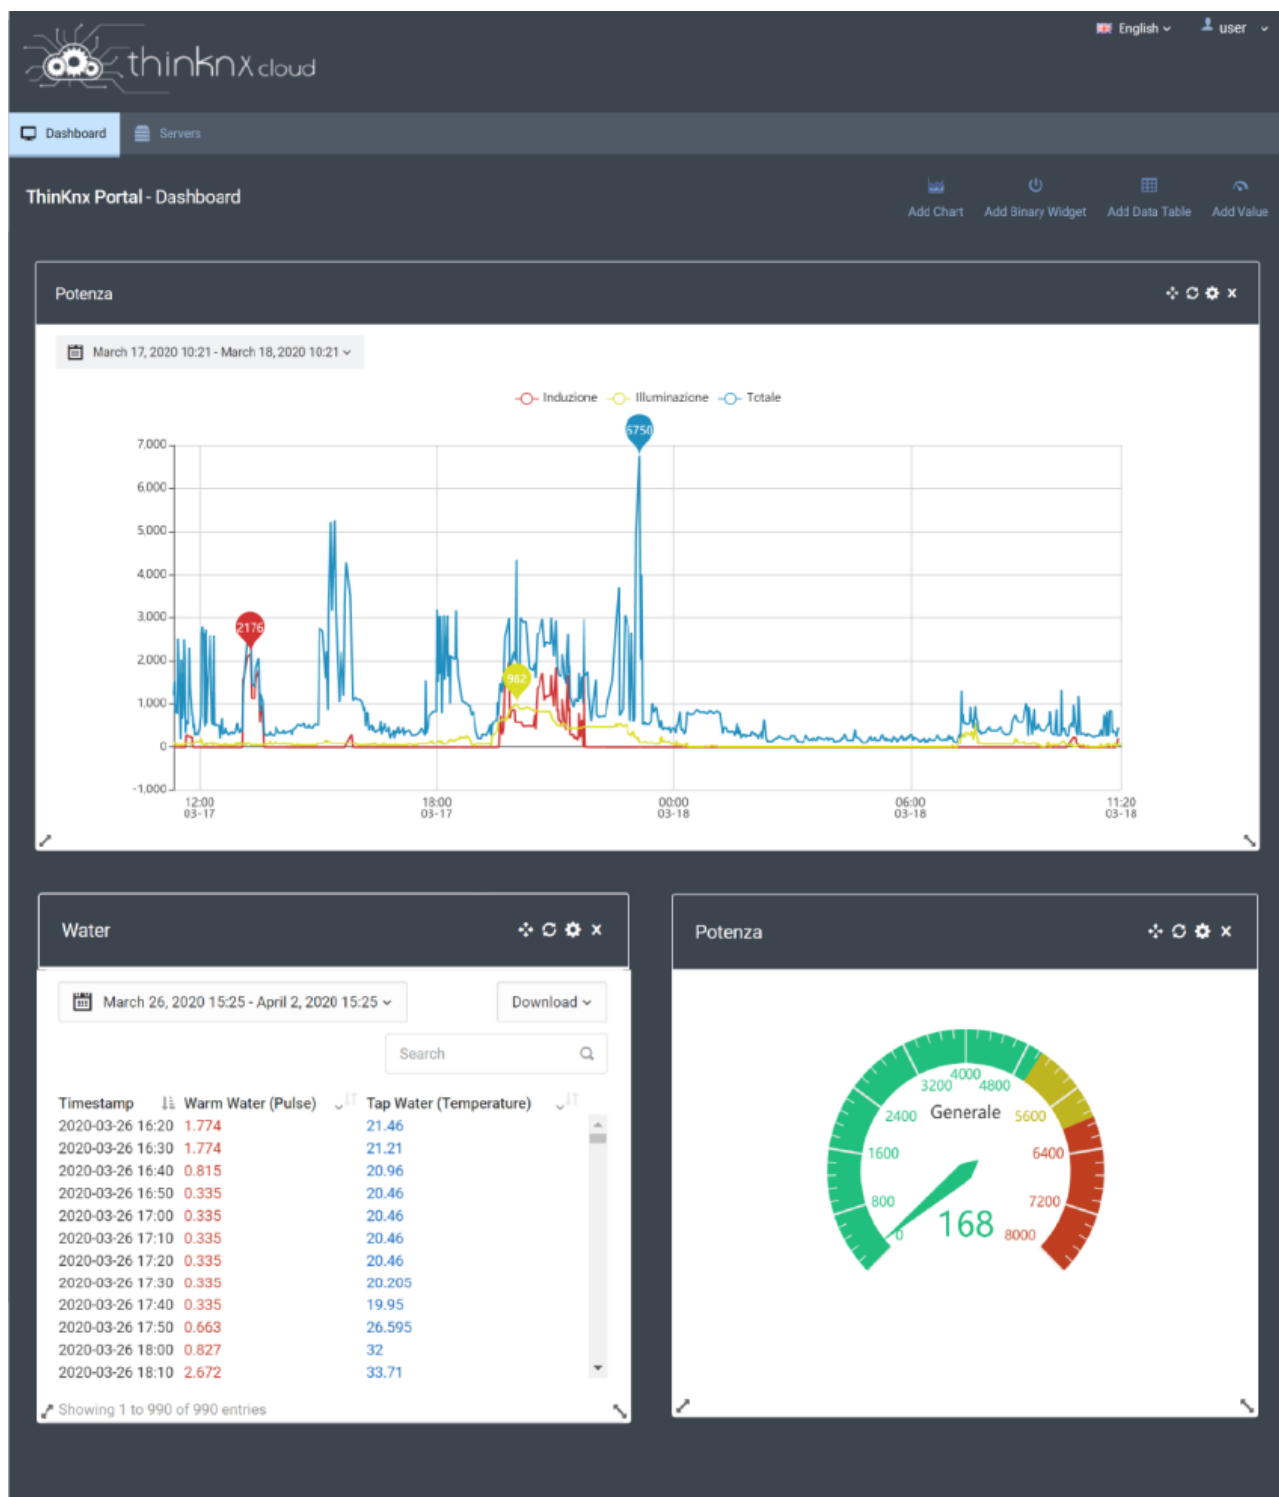 English user
thinknx cloud
Dashboard Servers
ThinKnx Portal - Dashboard
Add Chart Add Binary Widget Add Data Table Add Value
Potenza
March 17, 2020 10:21 - March 18, 2020 10:21
Induzione Illuminazione Totale
7,000
6,000
5,000
4,000
3,000
2,000
1,000
0
-1,000
6750
2176
982
12:00 18:00 00:00 06:00 11:20
03-17 03-17 03-18 03-18 03-18
Water
March 26, 2020 15:25 - April 2, 2020 15:25 Download
Search
Timestamp Warm Water (Pulse) Tap Water (Temperature)
2020-03-26 16:20 1.774 21.46
2020-03-26 16:30 1.774 21.21
2020-03-26 16:40 0.815 20.96
2020-03-26 16:50 0.335 20.46
2020-03-26 17:00 0.335 20.46
2020-03-26 17:10 0.335 20.46
2020-03-26 17:20 0.335 20.46
2020-03-26 17:30 0.335 20.205
2020-03-26 17:40 0.335 19.95
2020-03-26 17:50 0.663 26.595
2020-03-26 18:00 0.827 32
2020-03-26 18:10 2.672 33.71
Showing 1 to 990 of 990 entries
Potenza
0
800
1600
2400
3200
4000
4800
5600
6400
7200
8000
Generale
168